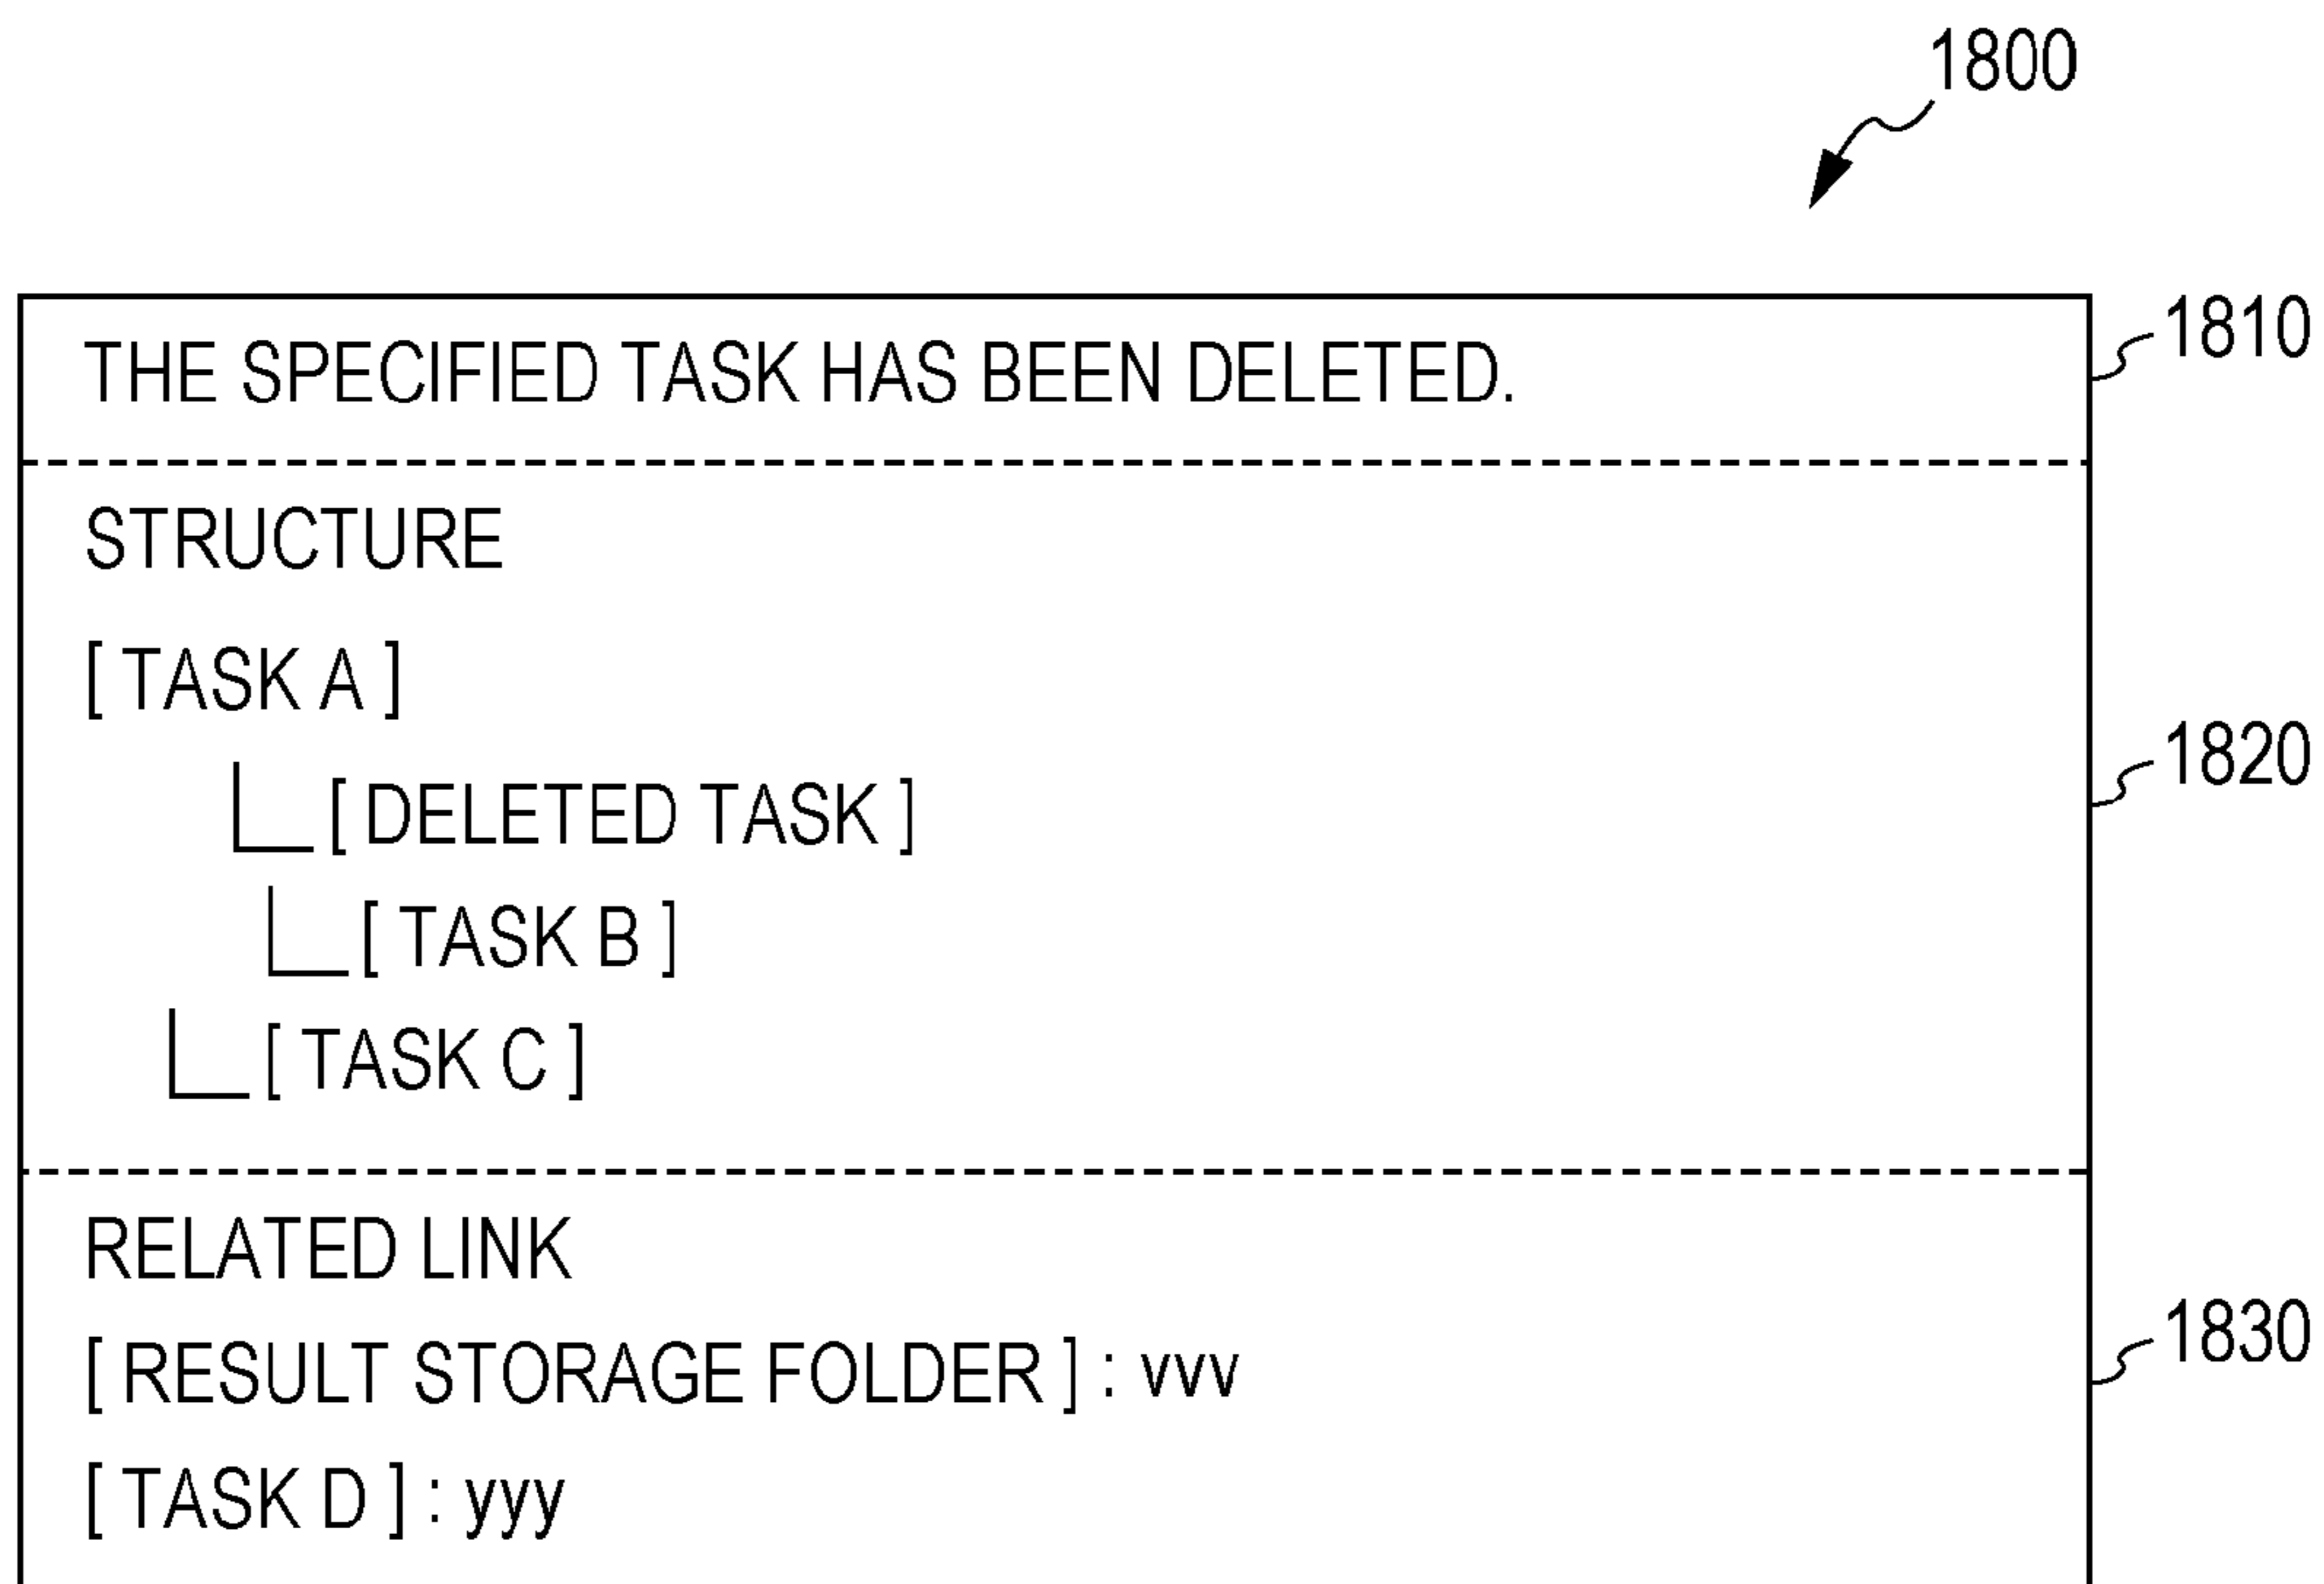 1800
THE SPECIFIED TASK HAS BEEN DELETED.
1810
STRUCTURE
[ TASK A ]
[ DELETED TASK ]
1820
[ TASK B ]
[ TASK C ]
RELATED LINK
[ RESULT STORAGE FOLDER ] : vvv
1830
[ TASK D ] : yyy